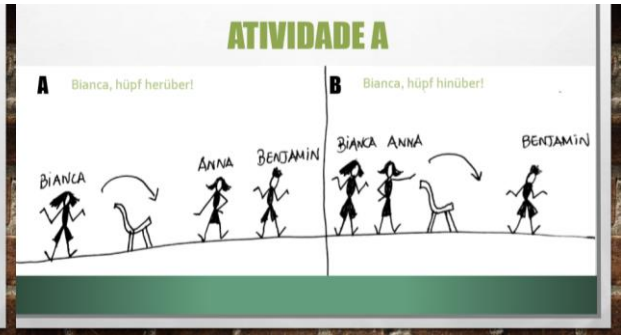 ATIVIDADE A
A Bianca, hüpf herüber!
BIANCA
ANNA
BENJAMIN
B Bianca, hüpf hinüber!
BIANCA ANNA
BENJAMIN